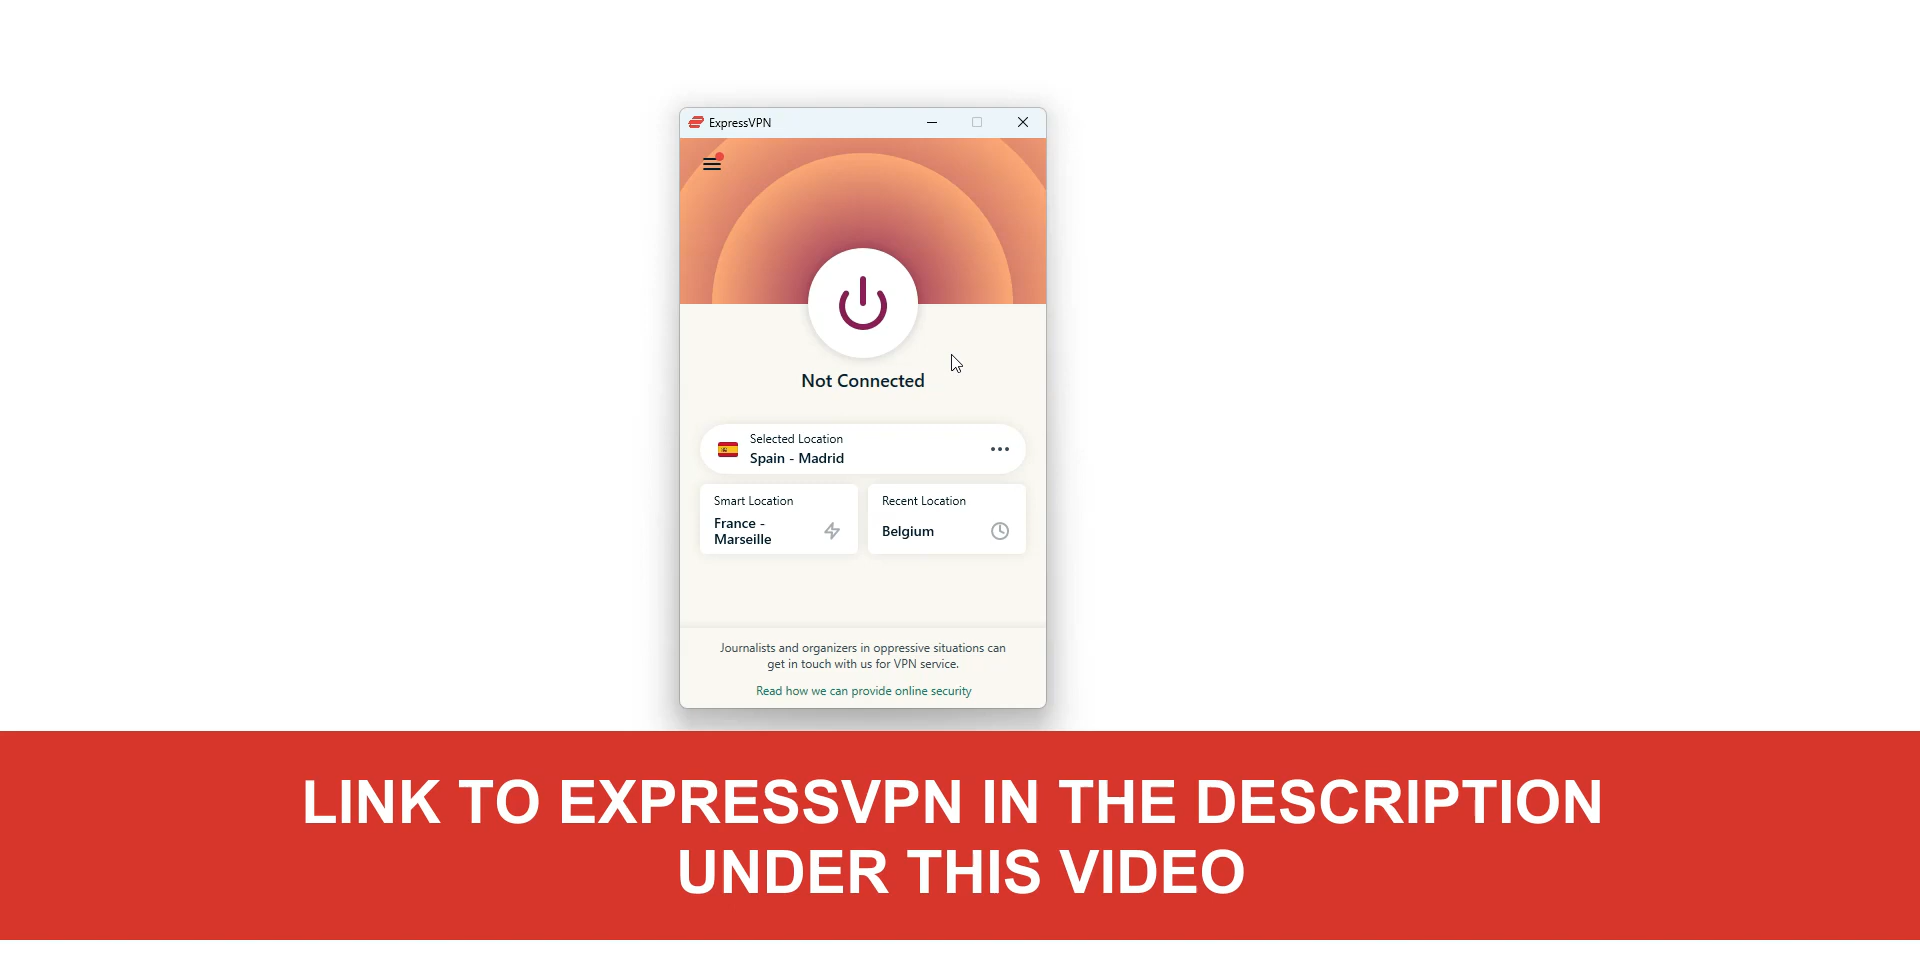 ExpressVPN
Not Connected
Selected Location
Spain - Madrid
Smart Location
France -
Marseille
Recent Location
Belgium
Journalists and organizers in oppressive situations can
get in touch with us for VPN service.
Read how we can provide online security
LINK TO EXPRESSVPN IN THE DESCRIPTION
UNDER THIS VIDEO